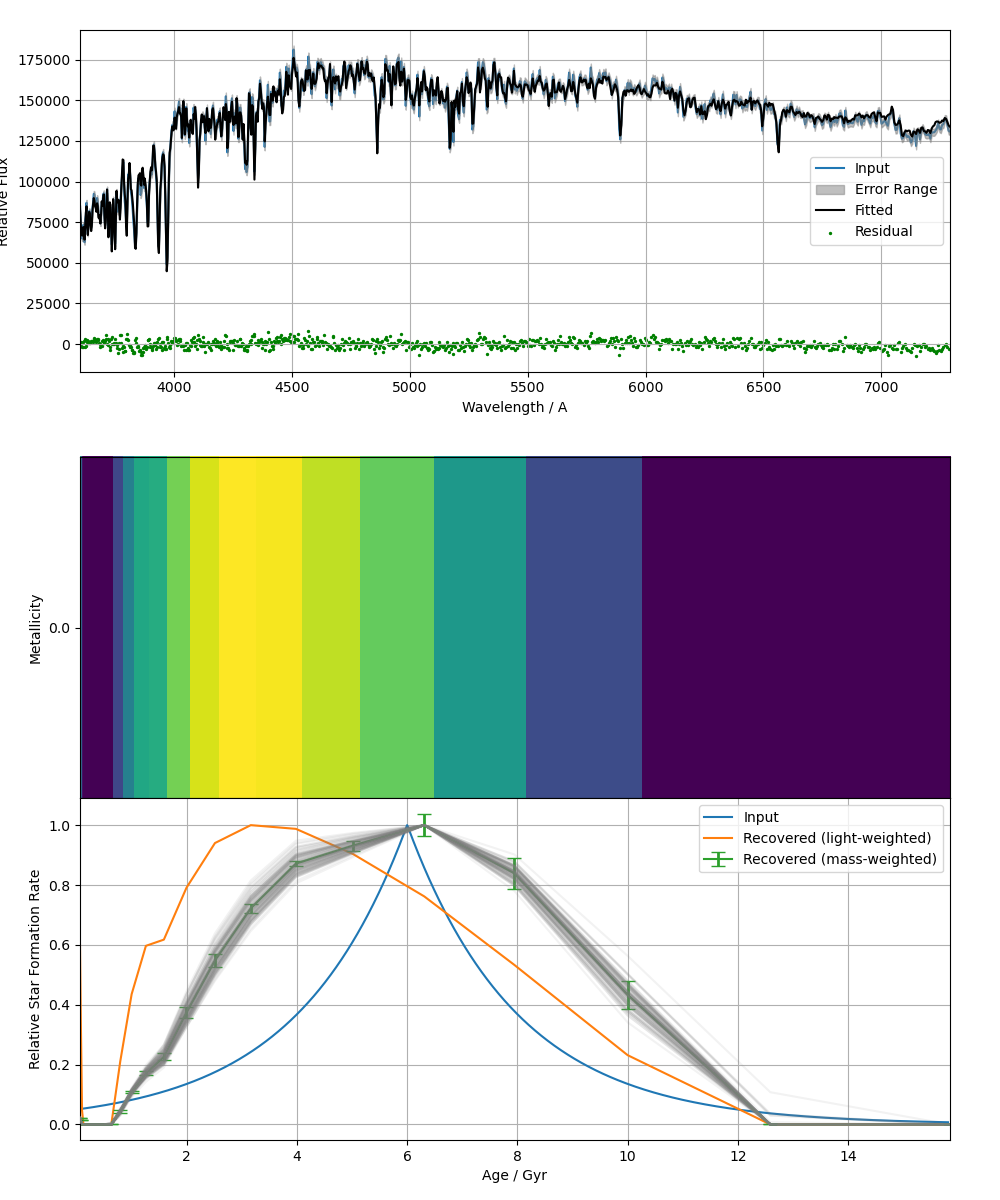 175000
150000
125000
100000
75000
50000
25000
0
Relative Flux
Input
Error Range
Fitted
Residual
4000 4500 5000 5500 6000 6500 7000
Wavelength / A
Metallicity
0.0
1.0
0.8
0.6
0.4
0.2
0.0
Relative Star Formation Rate
Input
Recovered (light-weighted)
Recovered (mass-weighted)
2 4 6 8 10 12 14
Age / Gyr